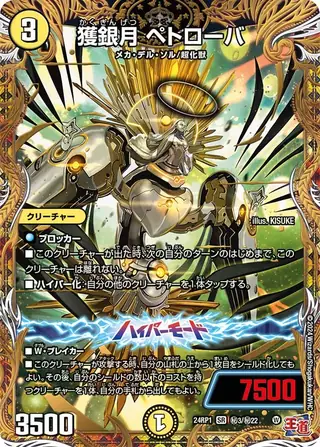 3
かくぎんげつ
獲銀月 ペトローバ
メカ・デル・ソル/超化獣
illus. KISUKE
クリーチャー
ブロッカー
■このクリーチャーが出た時、次の自分のターンのはじめまで、この
クリーチャーは離れない。
■ハイパー化-自分の他のクリーチャーを1体タップする。
ハイパーモード
■W・ブレイカー
■このクリーチャーが攻撃する時、自分の山札の上から1枚目をシールド化しても
よい。その後、自分のシールドの数以下のコストを持
つクリーチャーを1体、自分の手札から出してもよい。
7500
3500
1
24RP1 SR 秘3/秘22 W
王道